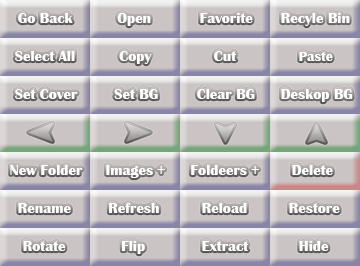 Go Back Open Favorite Recyle Bin
Select All Copy Cut Paste
Set Cover Set BG Clear BG Deskop BG
New Folder Images + Foldeers + Delete
Rename Refresh Reload Restore
Rotate Flip Extract Hide